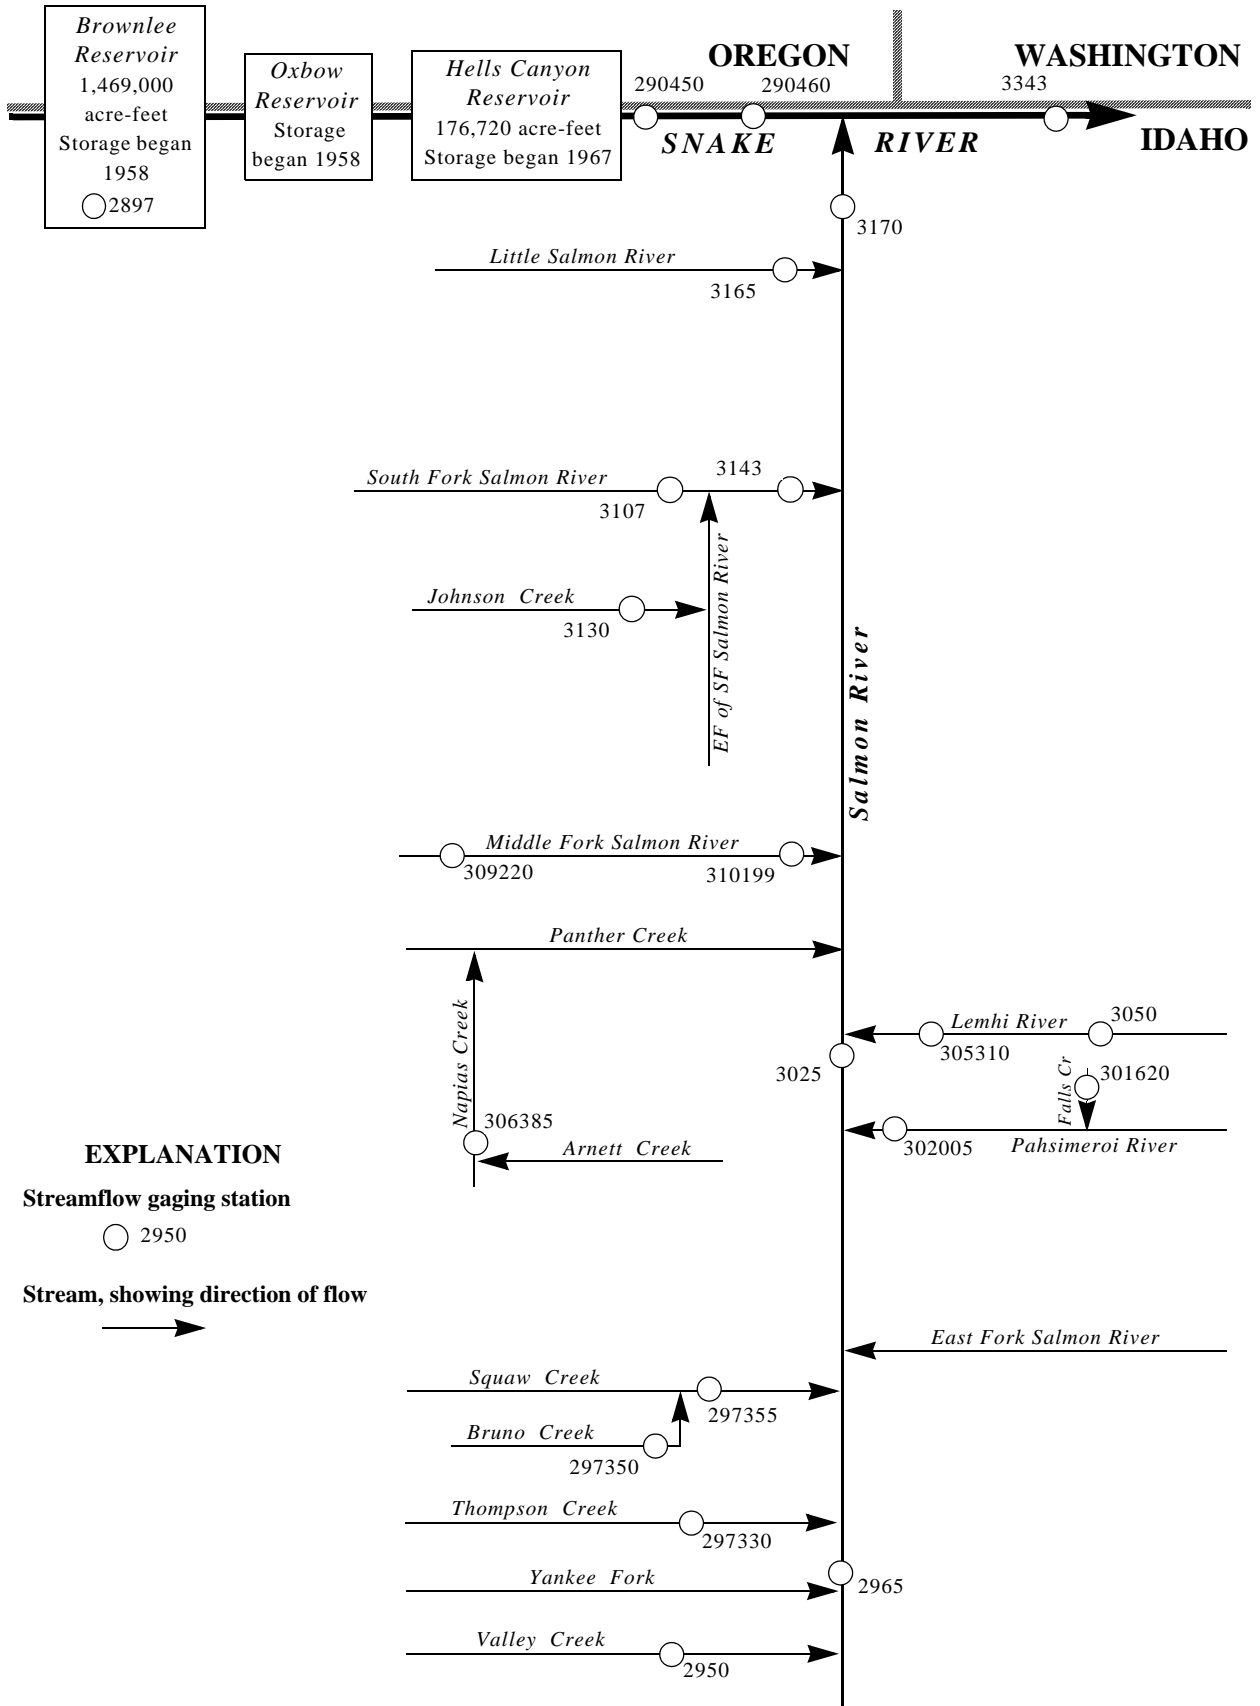 Brownlee
Reservoir
1,469,000
acre-feet
Storage began
1958
2897
Oxbow
Reservoir
Storage
began 1958
Hells Canyon
Reservoir
176,720 acre-feet
Storage began 1967
OREGON
WASHINGTON
290450
290460
3343
SNAKE RIVER
IDAHO
3170
Little Salmon River
3165
South Fork Salmon River
3143
3107
EF of SF Salmon River
Johnson Creek
3130
Salmon River
Middle Fork Salmon River
309220
310199
Panther Creek
Napias Creek
Lemhi River
3050
305310
3025
Falls Cr
301620
306385
Arnett Creek
302005
Pahsimeroi River
EXPLANATION
Streamflow gaging station
2950
Stream, showing direction of flow
East Fork Salmon River
Squaw Creek
297355
Bruno Creek
297350
Thompson Creek
297330
Yankee Fork
2965
Valley Creek
2950